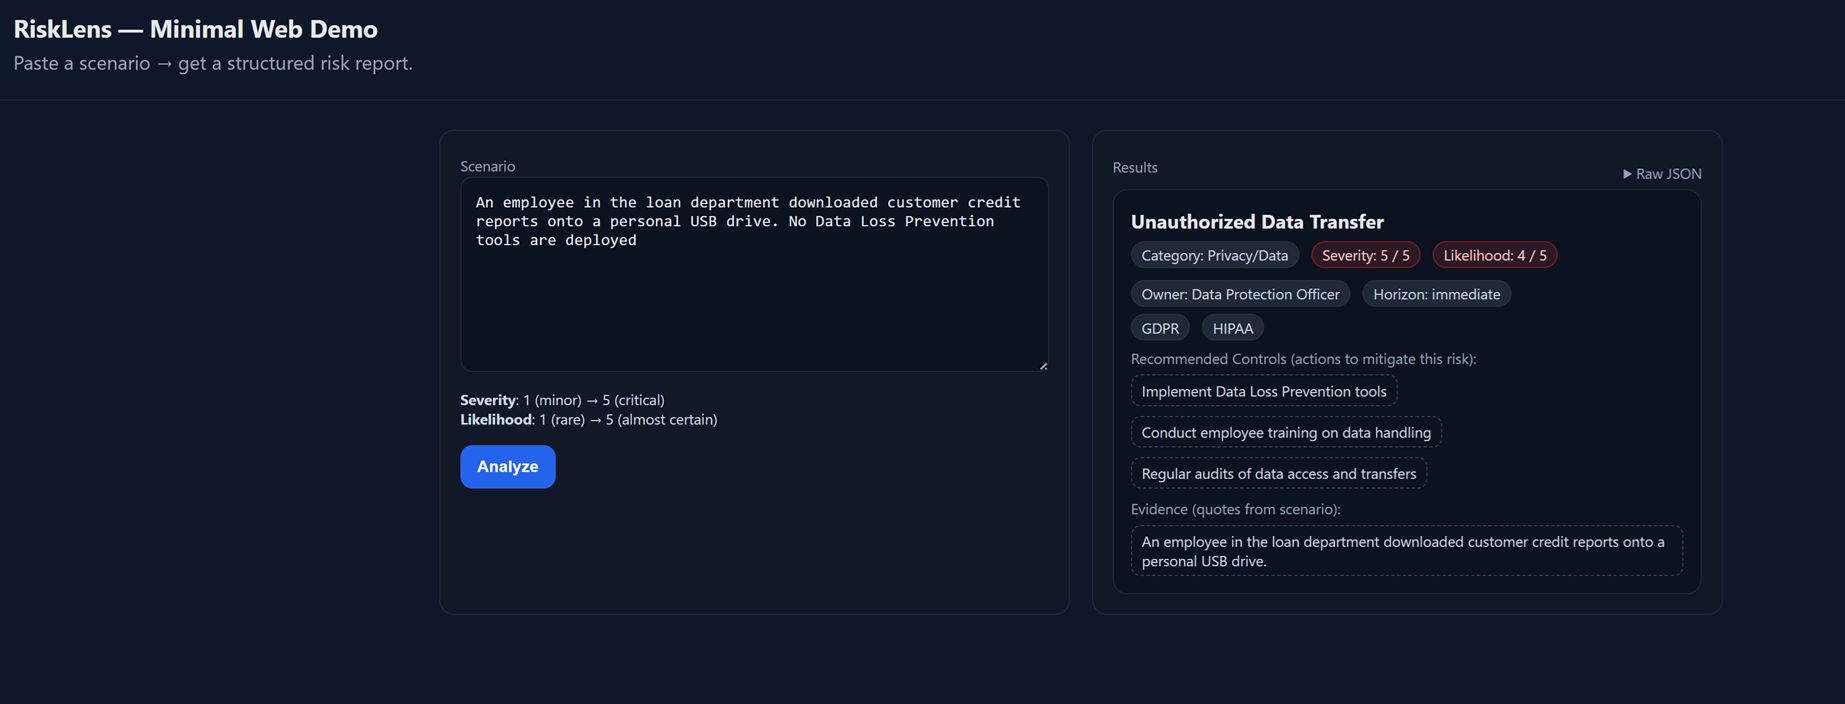 RiskLens — Minimal Web Demo
Paste a scenario → get a structured risk report.
Scenario
An employee in the loan department downloaded customer credit
reports onto a personal USB drive. No Data Loss Prevention
tools are deployed
Severity: 1 (minor) → 5 (critical)
Likelihood: 1 (rare) → 5 (almost certain)
Analyze
Results
▶ Raw JSON
Unauthorized Data Transfer
Category: Privacy/Data Severity: 5 / 5 Likelihood: 4 / 5
Owner: Data Protection Officer Horizon: immediate
GDPR HIPAA
Recommended Controls (actions to mitigate this risk):
Implement Data Loss Prevention tools
Conduct employee training on data handling
Regular audits of data access and transfers
Evidence (quotes from scenario):
An employee in the loan department downloaded customer credit reports onto a
personal USB drive.